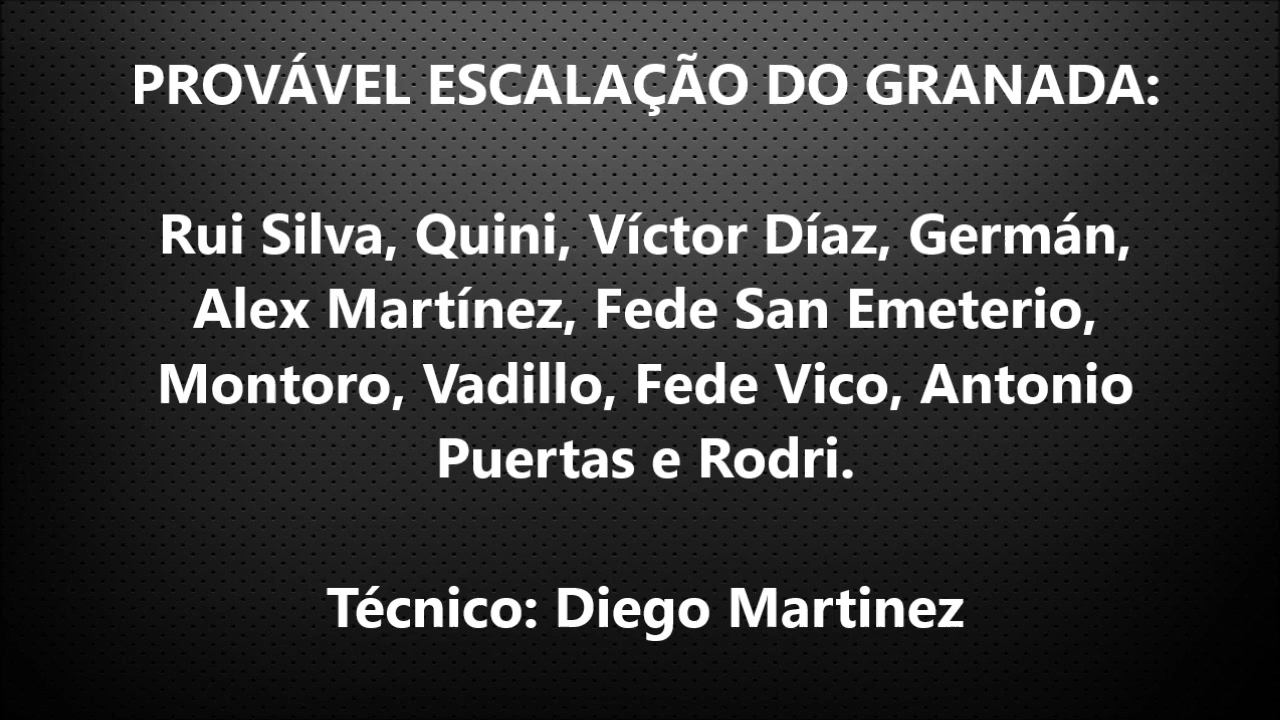 PROVÁVEL ESCALAÇÃO DO GRANADA:
Rui Silva, Quini, Víctor Díaz, Germán,
Alex Martínez, Fede San Emeterio,
Montoro, Vadillo, Fede Vico, Antonio
Puertas e Rodri.
Técnico: Diego Martinez